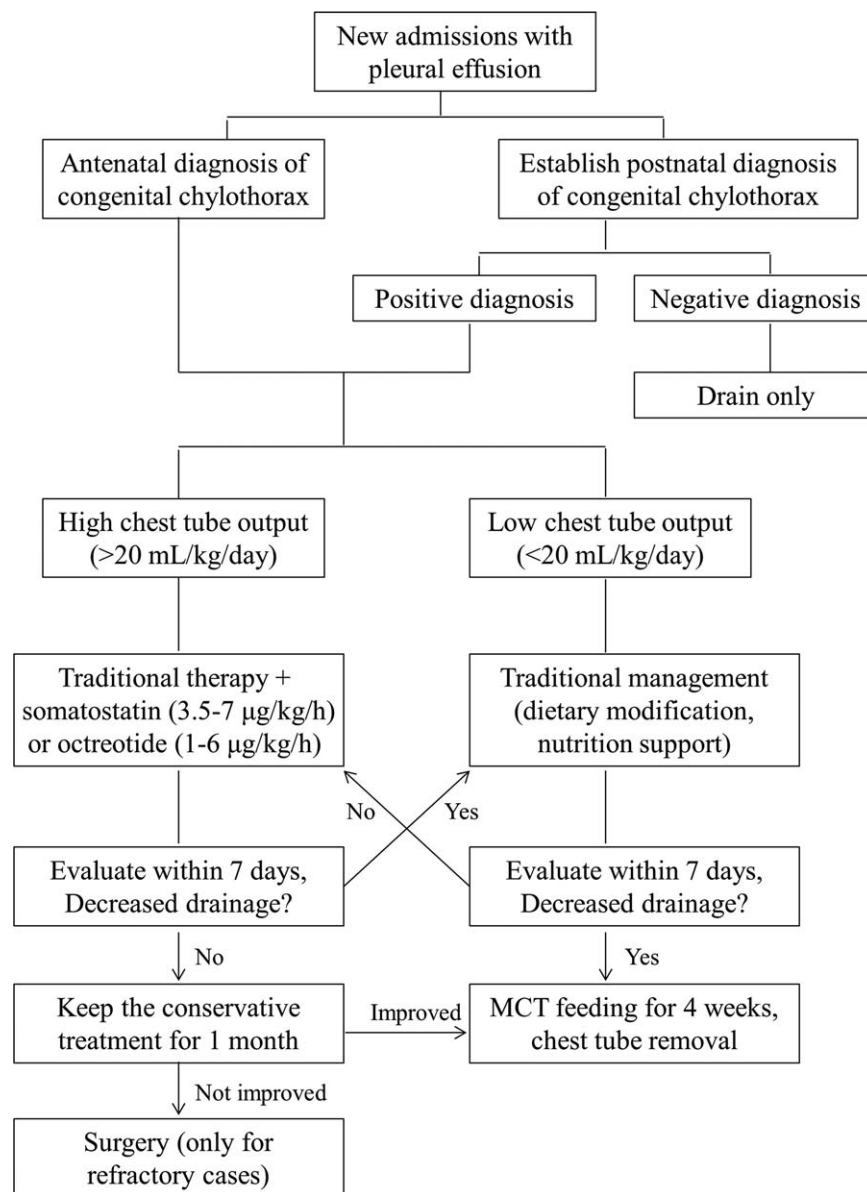 New admissions with
pleural effusion
Antenatal diagnosis of
congenital chylothorax
Establish postnatal diagnosis
of congenital chylothorax
Positive diagnosis
Negative diagnosis
Drain only
High chest tube output
(>20 mL/kg/day)
Low chest tube output
(<20 mL/kg/day)
Traditional therapy +
somatostatin (3.5-7 μg/kg/h)
or octreotide (1-6 μg/kg/h)
Traditional management
(dietary modification,
nutrition support)
No
Yes
Evaluate within 7 days,
Decreased drainage?
Evaluate within 7 days,
Decreased drainage?
No
Yes
Keep the conservative
treatment for 1 month
Improved
MCT feeding for 4 weeks,
chest tube removal
Not improved
Surgery (only for
refractory cases)